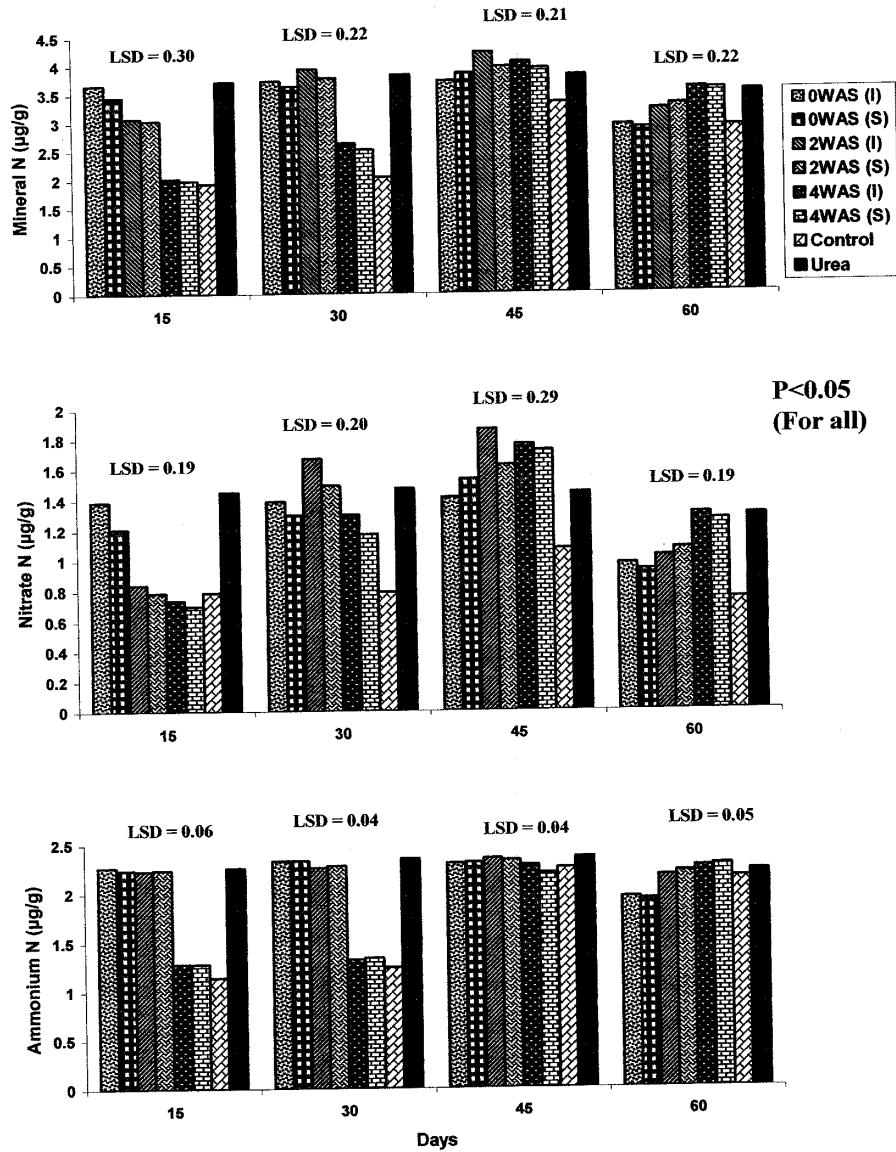 LSD = 0.30
LSD = 0.22
LSD = 0.21
LSD = 0.22
Mineral N (µg/g)
4.5
4
3.5
3
2.5
2
1.5
1
0.5
0
15
30
45
60
0WAS (I)
0WAS (S)
2WAS (I)
2WAS (S)
4WAS (I)
4WAS (S)
Control
Urea
P<0.05
(For all)
LSD = 0.19
LSD = 0.20
LSD = 0.29
LSD = 0.19
Nitrate N (µg/g)
2
1.8
1.6
1.4
1.2
1
0.8
0.6
0.4
0.2
0
15
30
45
60
LSD = 0.06
LSD = 0.04
LSD = 0.04
LSD = 0.05
Ammonium N (µg/g)
2.5
2
1.5
1
0.5
0
15
30
45
60
Days